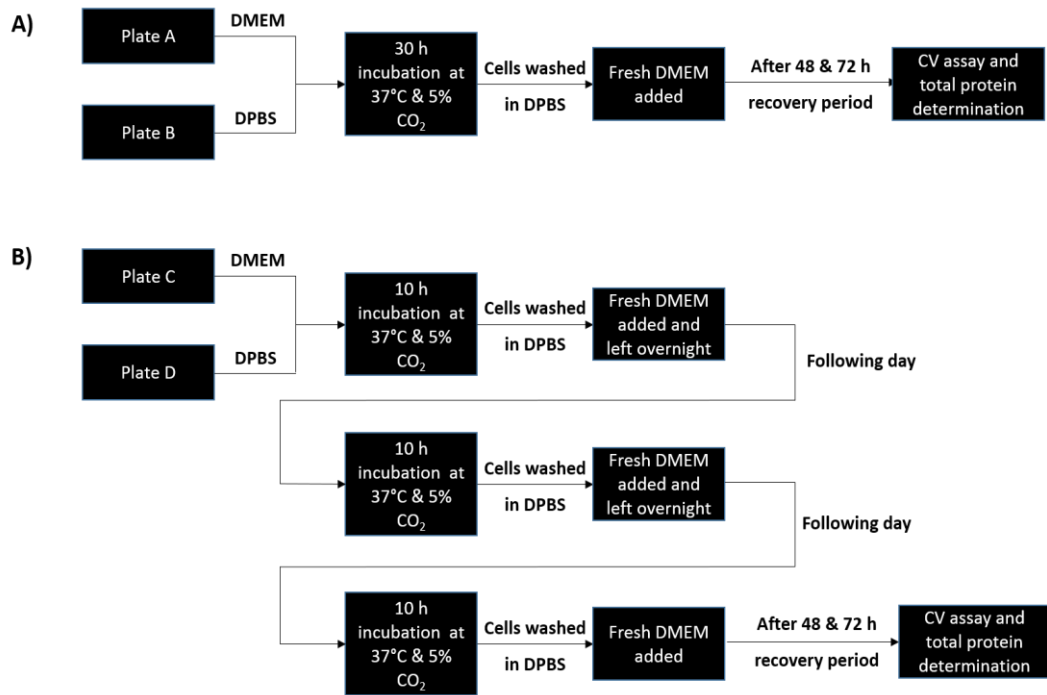 A)
Plate A
DMEM
Plate B
DPBS
30 h
incubation at
37°C & 5%
CO₂
Cells washed
in DPBS
Fresh DMEM
added
After 48 & 72 h
recovery period
CV assay and
total protein
determination
B)
Plate C
DMEM
Plate D
DPBS
10 h
incubation at
37°C & 5%
CO₂
Cells washed
in DPBS
Fresh DMEM
added and
left overnight
Following day
10 h
incubation at
37°C & 5%
CO₂
Cells washed
in DPBS
Fresh DMEM
added and
left overnight
Following day
10 h
incubation at
37°C & 5%
CO₂
Cells washed
in DPBS
Fresh DMEM
added
After 48 & 72 h
recovery period
CV assay and
total protein
determination